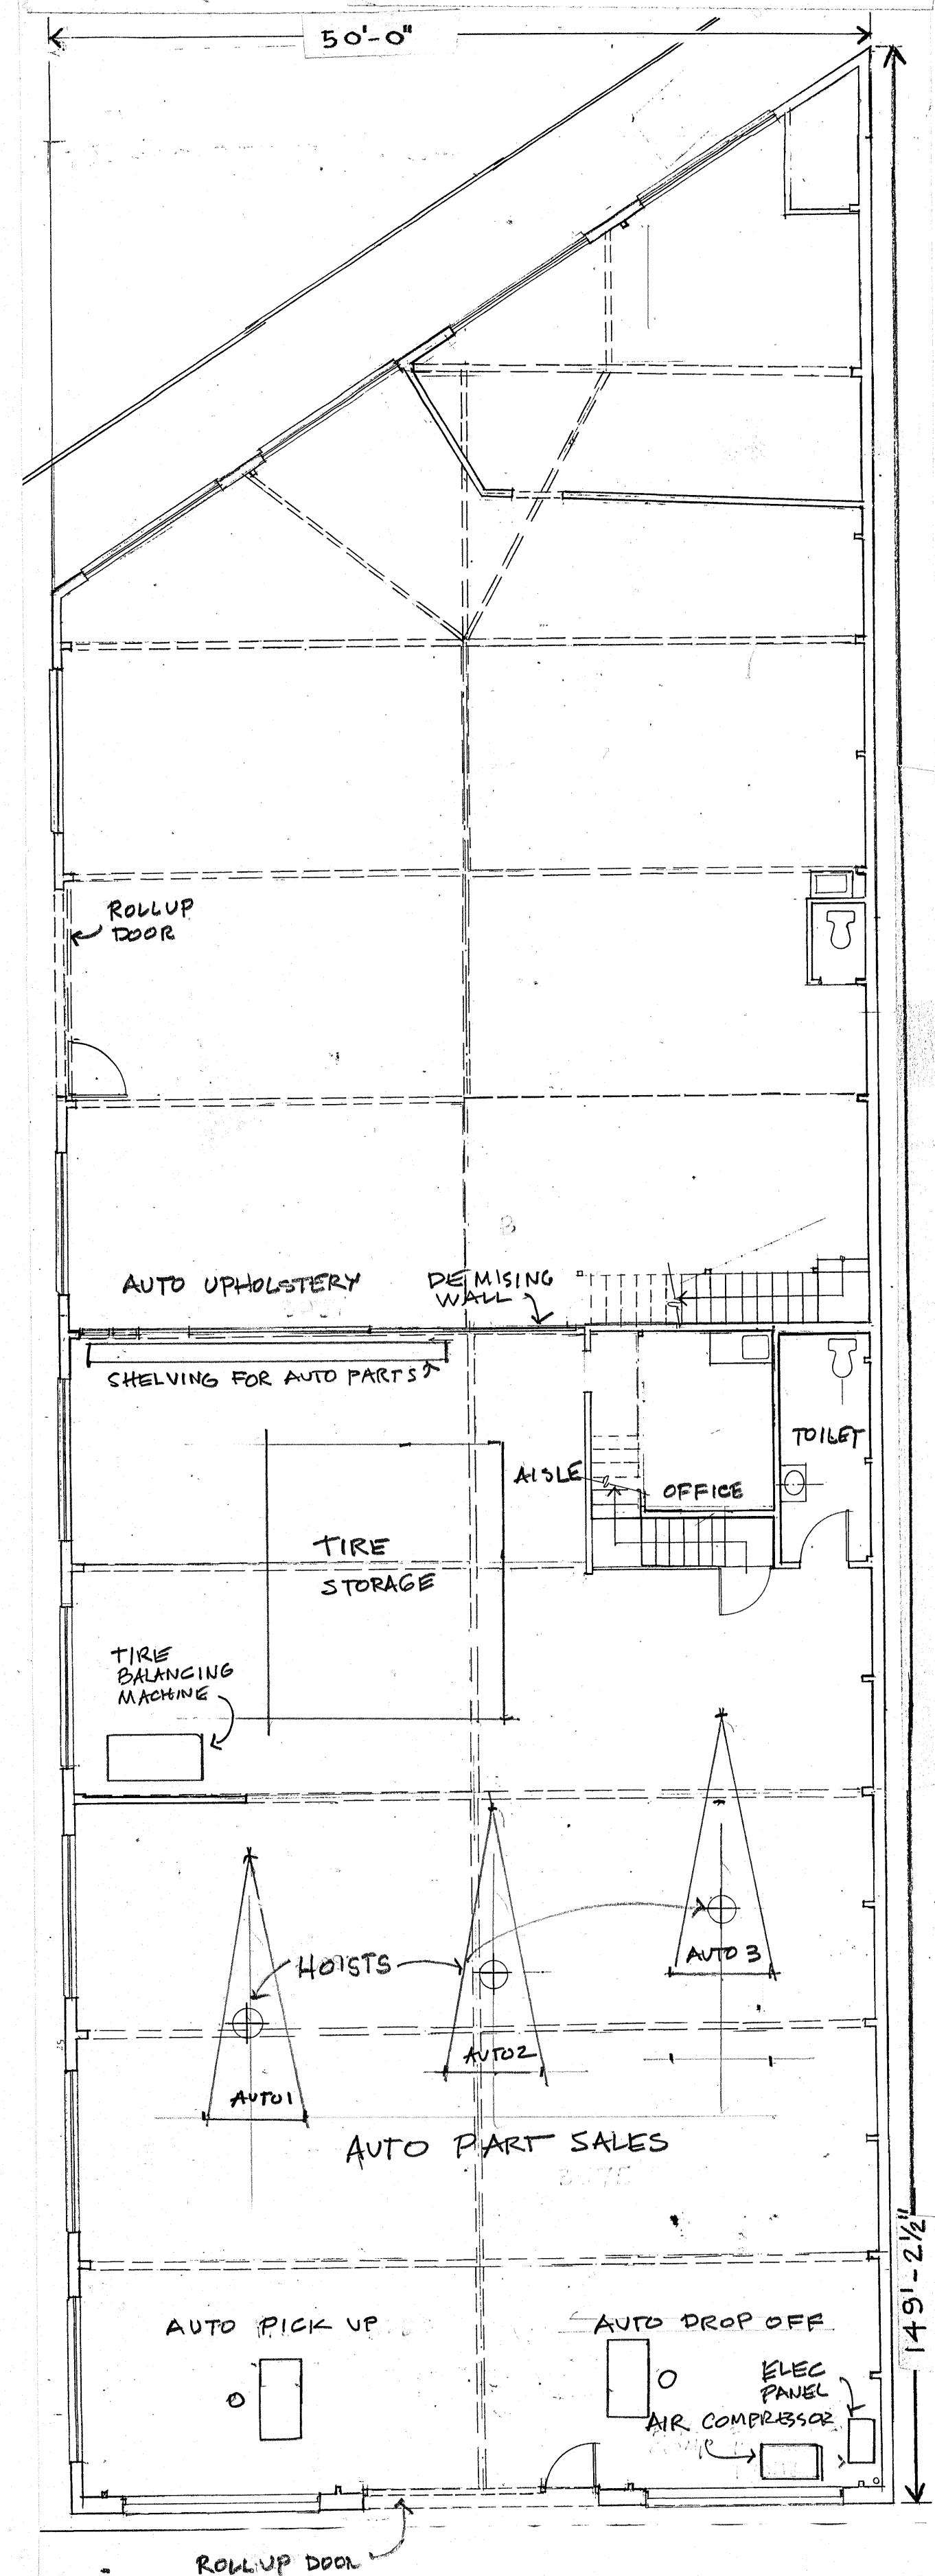 50'-0"
ROLLUP
DOOR
AUTO UPHOLSTERY
DEMISING
WALL
SHELVING FOR AUTO PARTS
TOILET
AISLE
OFFICE
TIRE
STORAGE
TIRE
BALANCING
MACHINE
HOISTS
AUTO 3
AUTO2
AUTO1
AUTO PART SALES
149'-2½"
AUTO PICK UP
AUTO DROP OFF
ELEC
PANEL
AIR COMPRESSOR
ROLLUP DOOR